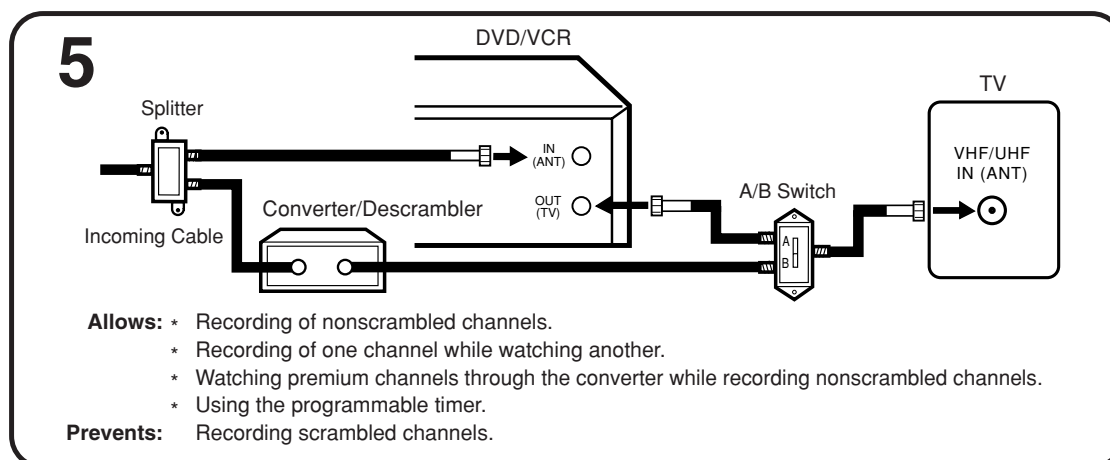 5
DVD/VCR
TV
Splitter
IN
(ANT)
VHF/UHF
IN (ANT)
OUT
(TV)
A/B Switch
Converter/Descrambler
Incoming Cable
A
B
Allows: * Recording of nonscrambled channels.
* Recording of one channel while watching another.
* Watching premium channels through the converter while recording nonscrambled channels.
* Using the programmable timer.
Prevents: Recording scrambled channels.